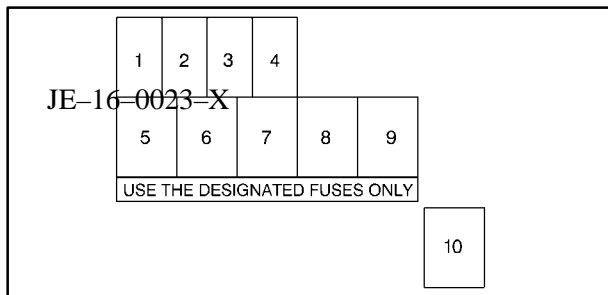 1 2 3 4
JE–16–0023–X
5 6 7 8 9
USE THE DESIGNATED FUSES ONLY
10